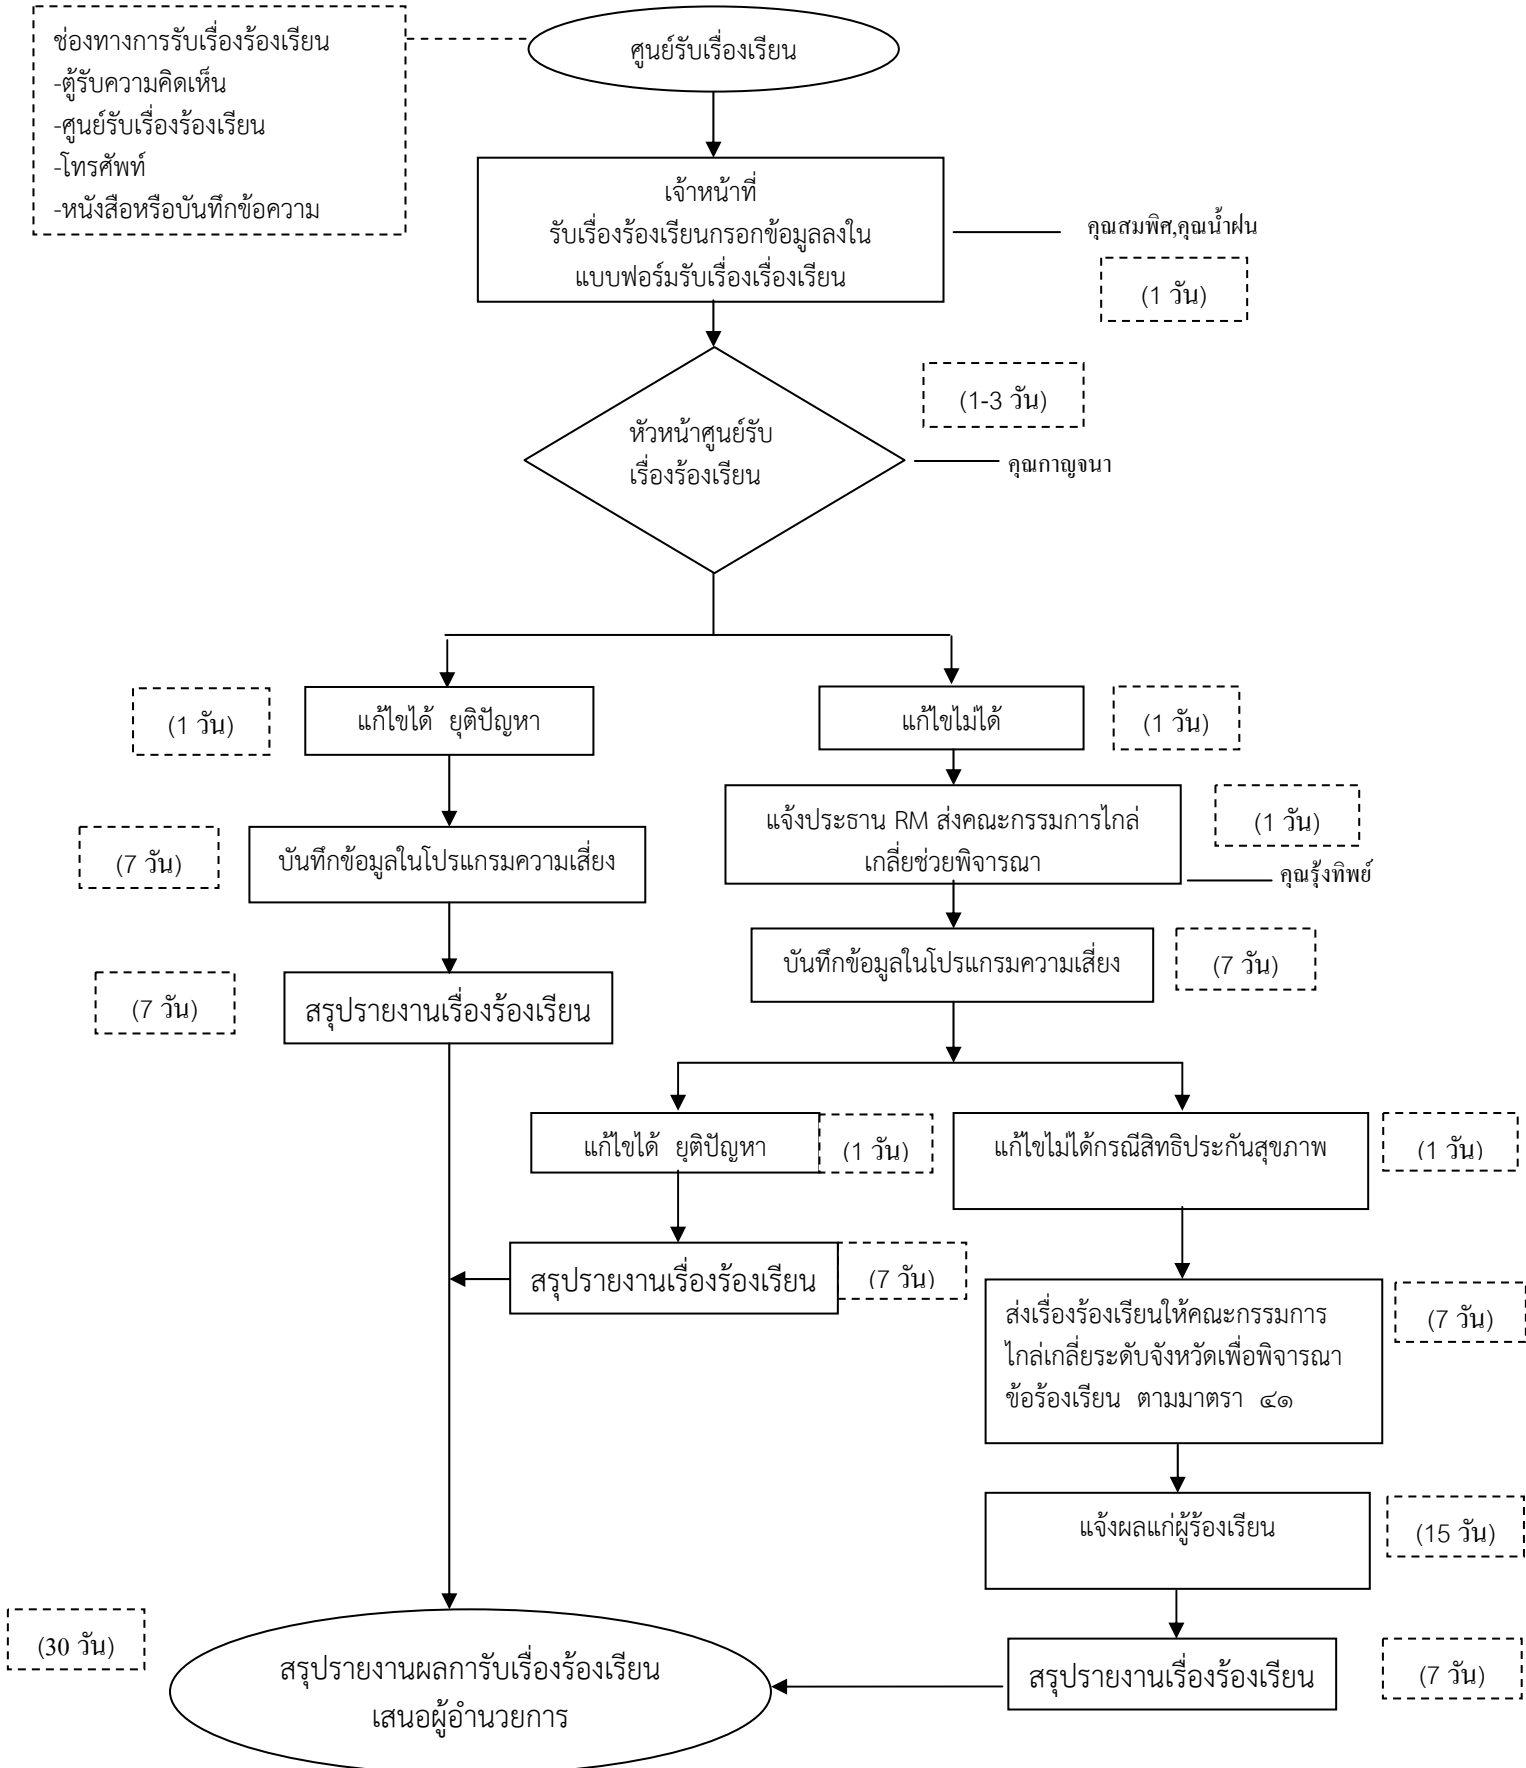 ช่องทางการรับเรื่องร้องเรียน
-ตู้รับความคิดเห็น
-ศูนย์รับเรื่องร้องเรียน
-โทรศัพท์
-หนังสือหรือบันทึกข้อความ
ศูนย์รับเรื่องเรียน
เจ้าหน้าที่
รับเรื่องร้องเรียนกรอกข้อมูลลงใน
แบบฟอร์มรับเรื่องเรื่องเรียน
คุณสมพิศ,คุณน้ำฝน
(1 วัน)
(1-3 วัน)
หัวหน้าศูนย์รับ
เรื่องร้องเรียน
คุณกาญจนา
(1 วัน)
แก้ไขได้ ยุติปัญหา
แก้ไขไม่ได้
(1 วัน)
(7 วัน)
บันทึกข้อมูลในโปรแกรมความเสี่ยง
แจ้งประธาน RM ส่งคณะกรรมการไกล่
เกลี่ยช่วยพิจารณา
(1 วัน)
คุณรุ้งทิพย์
บันทึกข้อมูลในโปรแกรมความเสี่ยง
(7 วัน)
(7 วัน)
สรุปรายงานเรื่องร้องเรียน
แก้ไขได้ ยุติปัญหา
(1 วัน)
แก้ไขไม่ได้กรณีสิทธิประกันสุขภาพ
(1 วัน)
สรุปรายงานเรื่องร้องเรียน
(7 วัน)
ส่งเรื่องร้องเรียนให้คณะกรรมการ
ไกล่เกลี่ยระดับจังหวัดเพื่อพิจารณา
ข้อร้องเรียน ตามมาตรา ๔๑
(7 วัน)
แจ้งผลแก่ผู้ร้องเรียน
(15 วัน)
(30 วัน)
สรุปรายงานผลการับเรื่องร้องเรียน
เสนอผู้อำนวยการ
สรุปรายงานเรื่องร้องเรียน
(7 วัน)